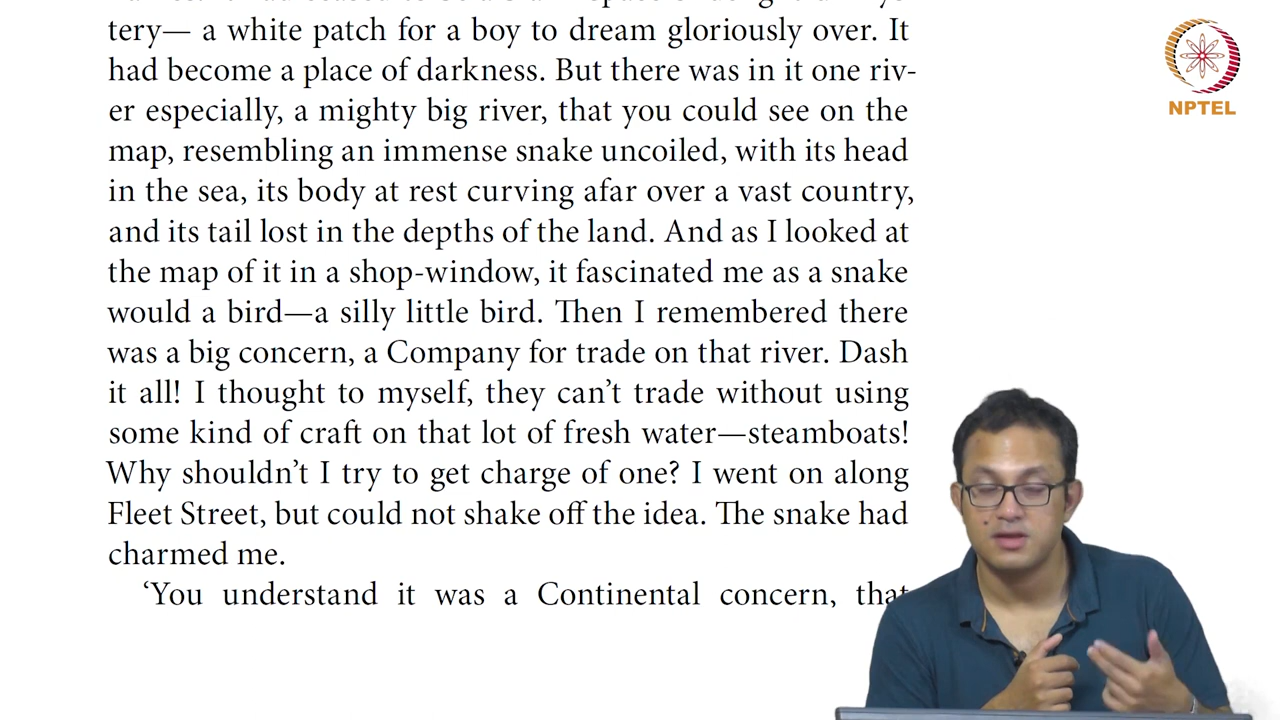 tery— a white patch for a boy to dream gloriously over. It
had become a place of darkness. But there was in it one riv-
er especially, a mighty big river, that you could see on the
map, resembling an immense snake uncoiled, with its head
in the sea, its body at rest curving afar over a vast country,
and its tail lost in the depths of the land. And as I looked at
the map of it in a shop-window, it fascinated me as a snake
would a bird—a silly little bird. Then I remembered there
was a big concern, a Company for trade on that river. Dash
it all! I thought to myself, they can’t trade without using
some kind of craft on that lot of fresh water—steamboats!
Why shouldn’t I try to get charge of one? I went on along
Fleet Street, but could not shake off the idea. The snake had
charmed me.
‘You understand it was a Continental concern, that
NPTEL